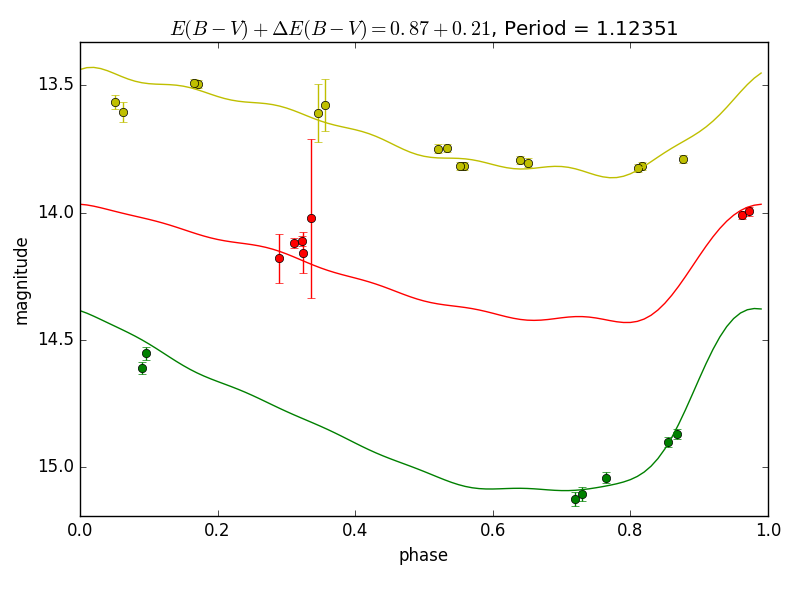 E(B − V) + ΔE(B − V) = 0.87 + 0.21, Period = 1.12351
13.5
14.0
14.5
15.0
magnitude
0.0 0.2 0.4 0.6 0.8 1.0
phase